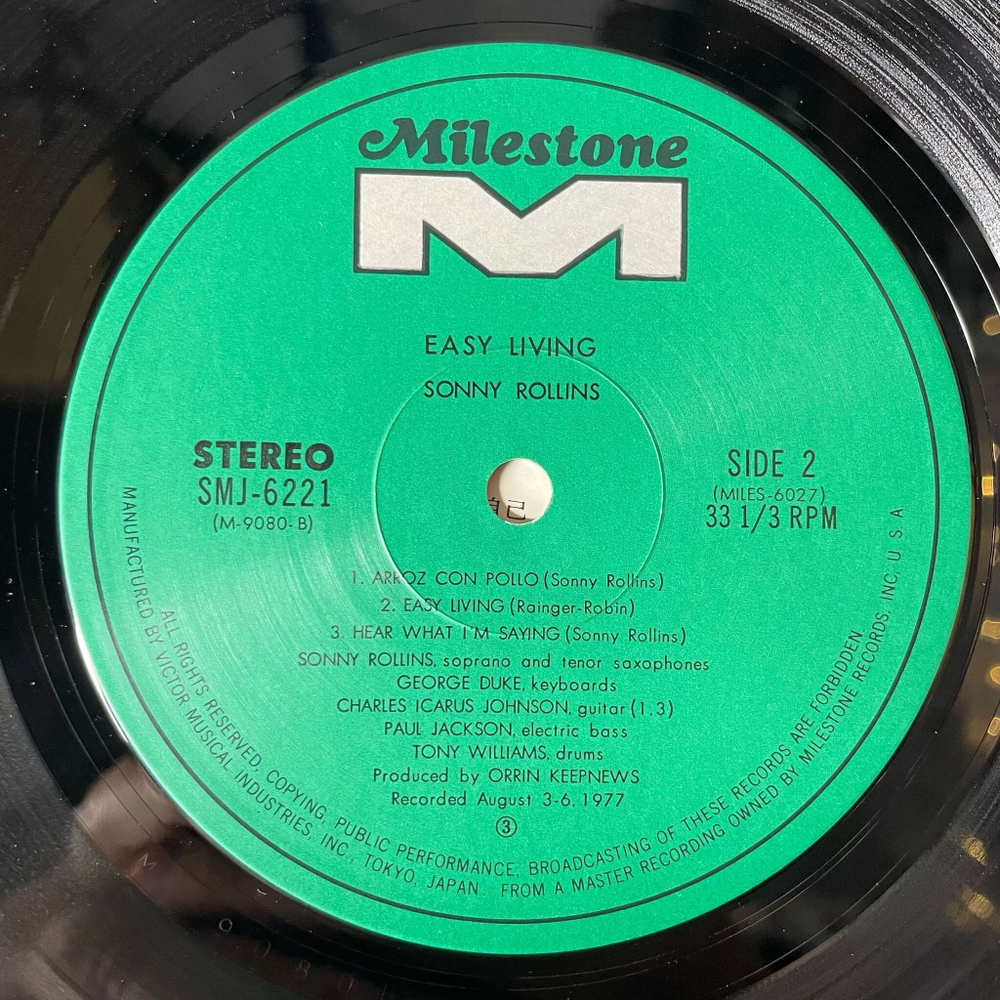 Milestone
EASY LIVING
SONNY ROLLINS
STEREO
SMJ-6221
(M-9080-B)
SIDE 2
(MILES-6027)
33 1/3 RPM
1. ARROZ CON POLLO (Sonny Rollins)
2. EASY LIVING (Rainger-Robin)
3. HEAR WHAT I'M SAYING (Sonny Rollins)
SONNY ROLLINS, soprano and tenor saxophones
GEORGE DUKE, keyboards
CHARLES ICARUS JOHNSON, guitar (1.3)
PAUL JACKSON, electric bass
TONY WILLIAMS, drums
Produced by ORRIN KEEPNEWS
Recorded August 3-6, 1977
③
ALL RIGHTS RESERVED. COPYING, PUBLIC PERFORMANCE, BROADCASTING OF THESE RECORDS ARE FORBIDDEN
MANUFACTURED BY VICTOR MUSICAL INDUSTRIES, INC., TOKYO, JAPAN FROM A MASTER RECORDING OWNED BY MILESTONE RECORDS, INC, U S A